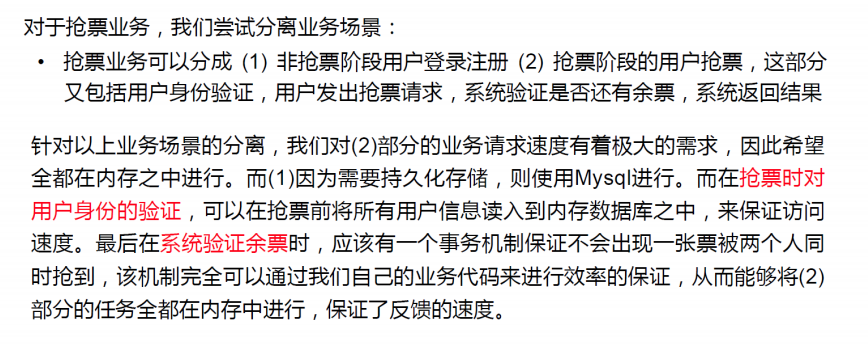 对于抢票业务，我们尝试分离业务场景：
• 抢票业务可以分成 (1) 非抢票阶段用户登录注册 (2) 抢票阶段的用户抢票，这部分
又包括用户身份验证，用户发出抢票请求，系统验证是否还有余票，系统返回结果
针对以上业务场景的分离，我们对(2)部分的业务请求速度有着极大的需求，因此希望
全都在内存之中进行。而(1)因为需要持久化存储，则使用Mysql进行。而在抢票时对
用户身份的验证，可以在抢票前将所有用户信息读入到内存数据库之中，来保证访问
速度。最后在系统验证余票时，应该有一个事务机制保证不会出现一张票被两个人同
时抢到，该机制完全可以通过我们自己的业务代码来进行效率的保证，从而能够将(2)
部分的任务全都在内存中进行，保证了反馈的速度。